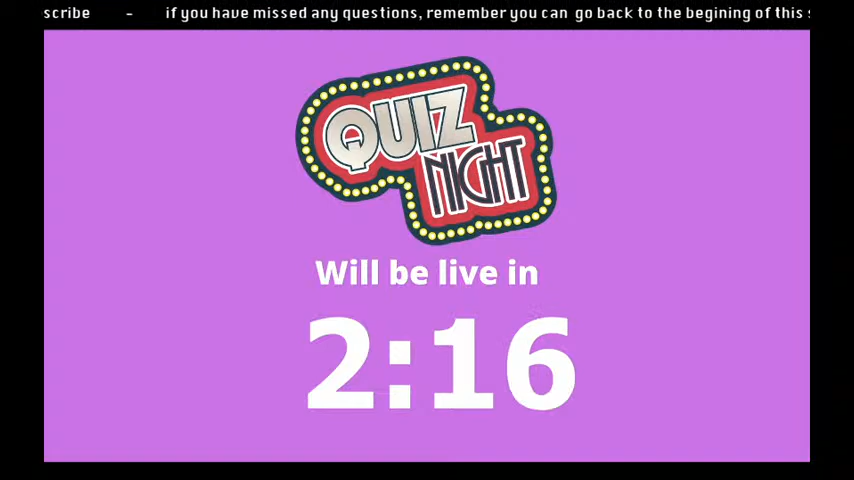 scribe - if you have missed any questions, remember you can go back to the begining of this
QUIZ
NIGHT
Will be live in
2:16